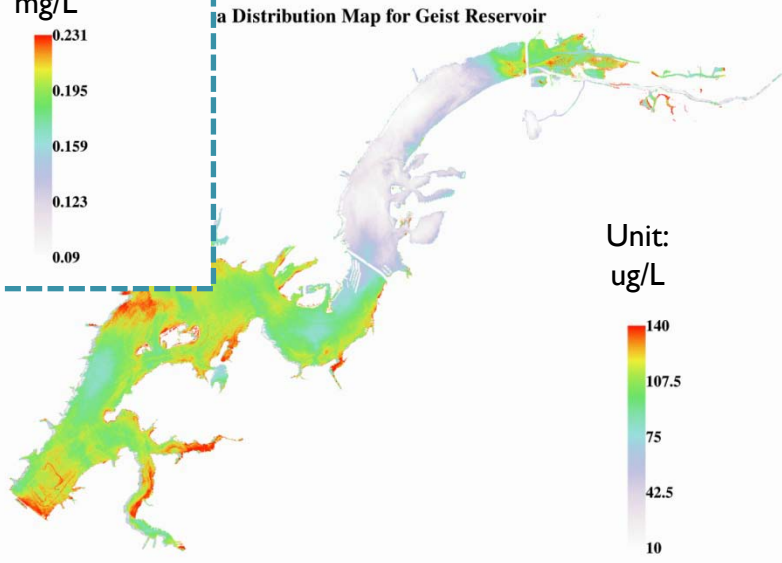 mg/L
a Distribution Map for Geist Reservoir
0.231
0.195
0.159
0.123
0.09
Unit:
ug/L
140
107.5
75
42.5
10